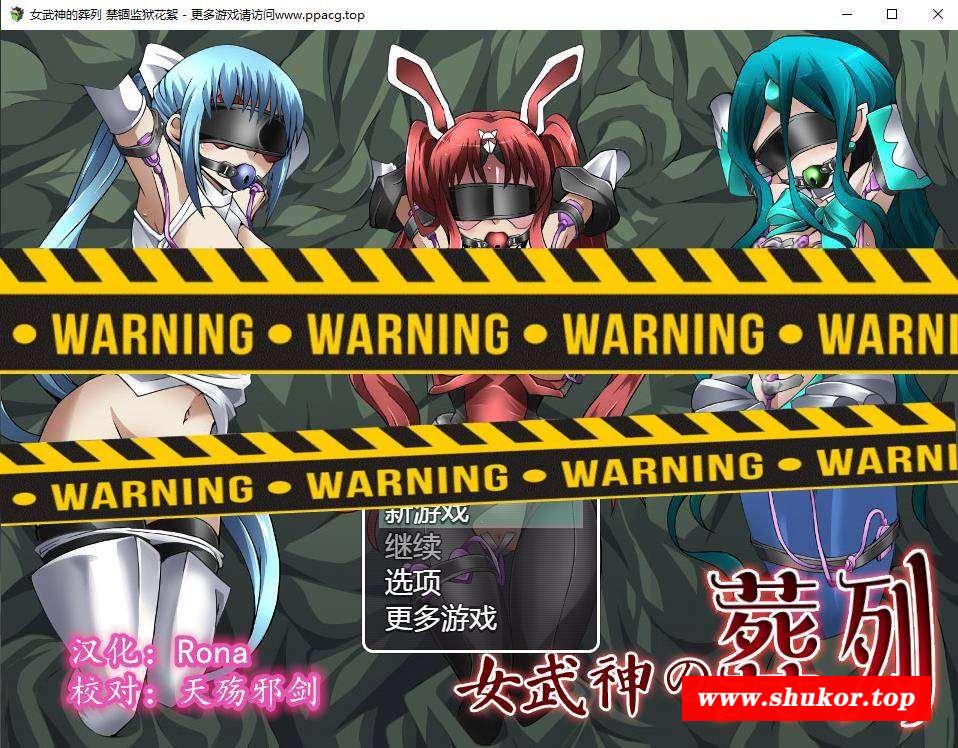 女武神的葬列 禁锢监狱花絮 - 更多游戏请访问www.ppacg.top
WARNING WARNING WARNING WARNI
WARNING WARNING WARNING WARNI
新游戏
继续
选项
更多游戏
汉化：Rona
校对：天殇邪剑
女武神の葬列
www.shukor.top